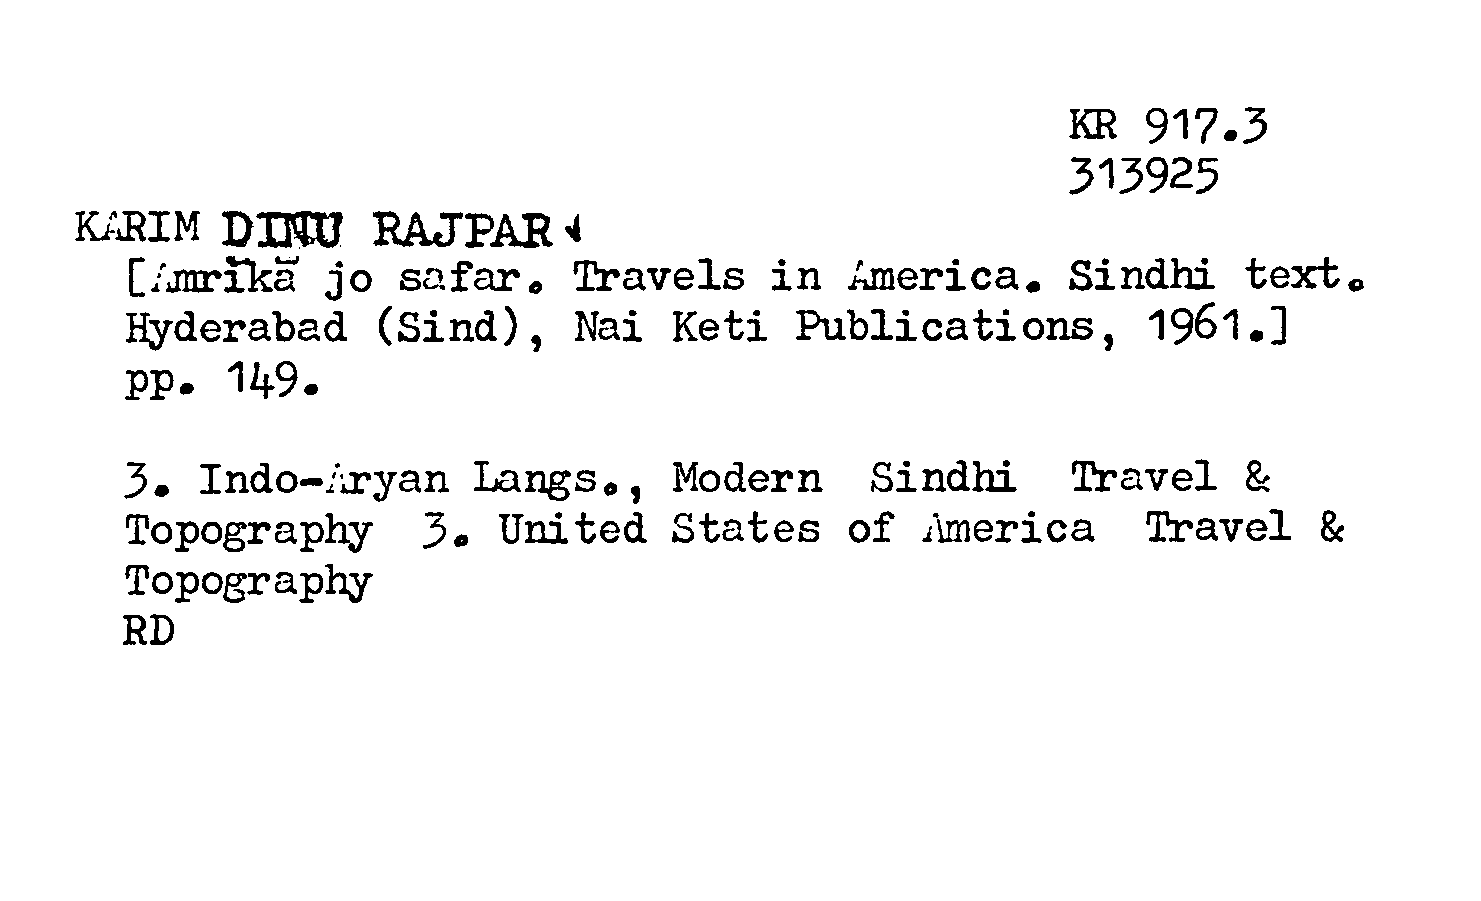 KR 917.3
313925
KARIM DINU RAJPAR
[Amrīkā jo safar. Travels in America. Sindhi text.
Hyderabad (Sind), Nai Keti Publications, 1961.]
pp. 149.
3. Indo-Aryan Langs., Modern Sindhi Travel &
Topography 3. United States of America Travel &
Topography
RD